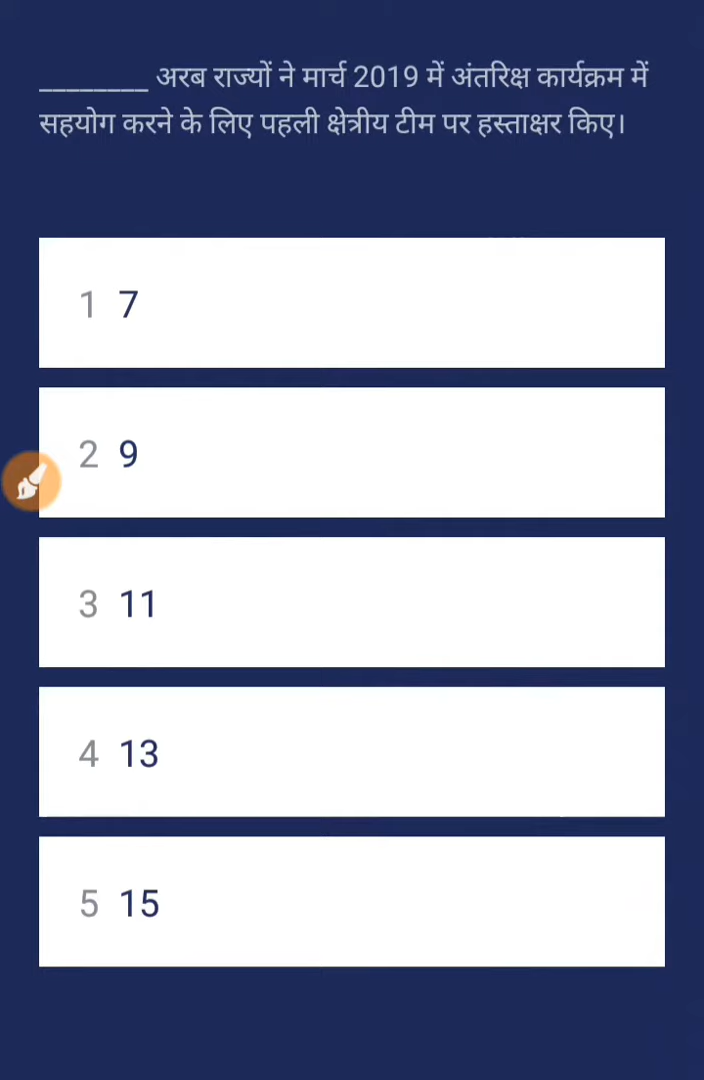 ________ अरब राज्यों ने मार्च 2019 में अंतरिक्ष कार्यक्रम में
सहयोग करने के लिए पहली क्षेत्रीय टीम पर हस्ताक्षर किए।
1 7
2 9
3 11
4 13
5 15